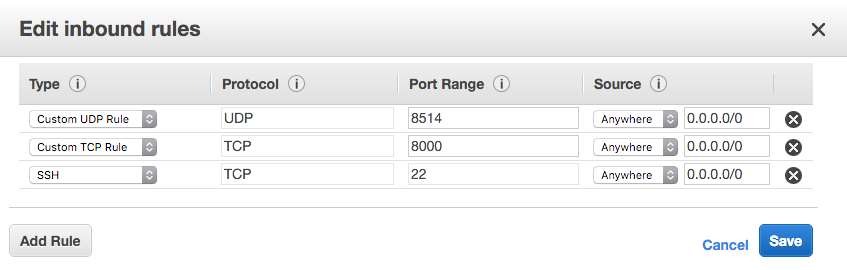 Edit inbound rules
Type Protocol Port Range Source
Custom UDP Rule UDP 8514 Anywhere 0.0.0.0/0
Custom TCP Rule TCP 8000 Anywhere 0.0.0.0/0
SSH TCP 22 Anywhere 0.0.0.0/0
Add Rule Cancel Save